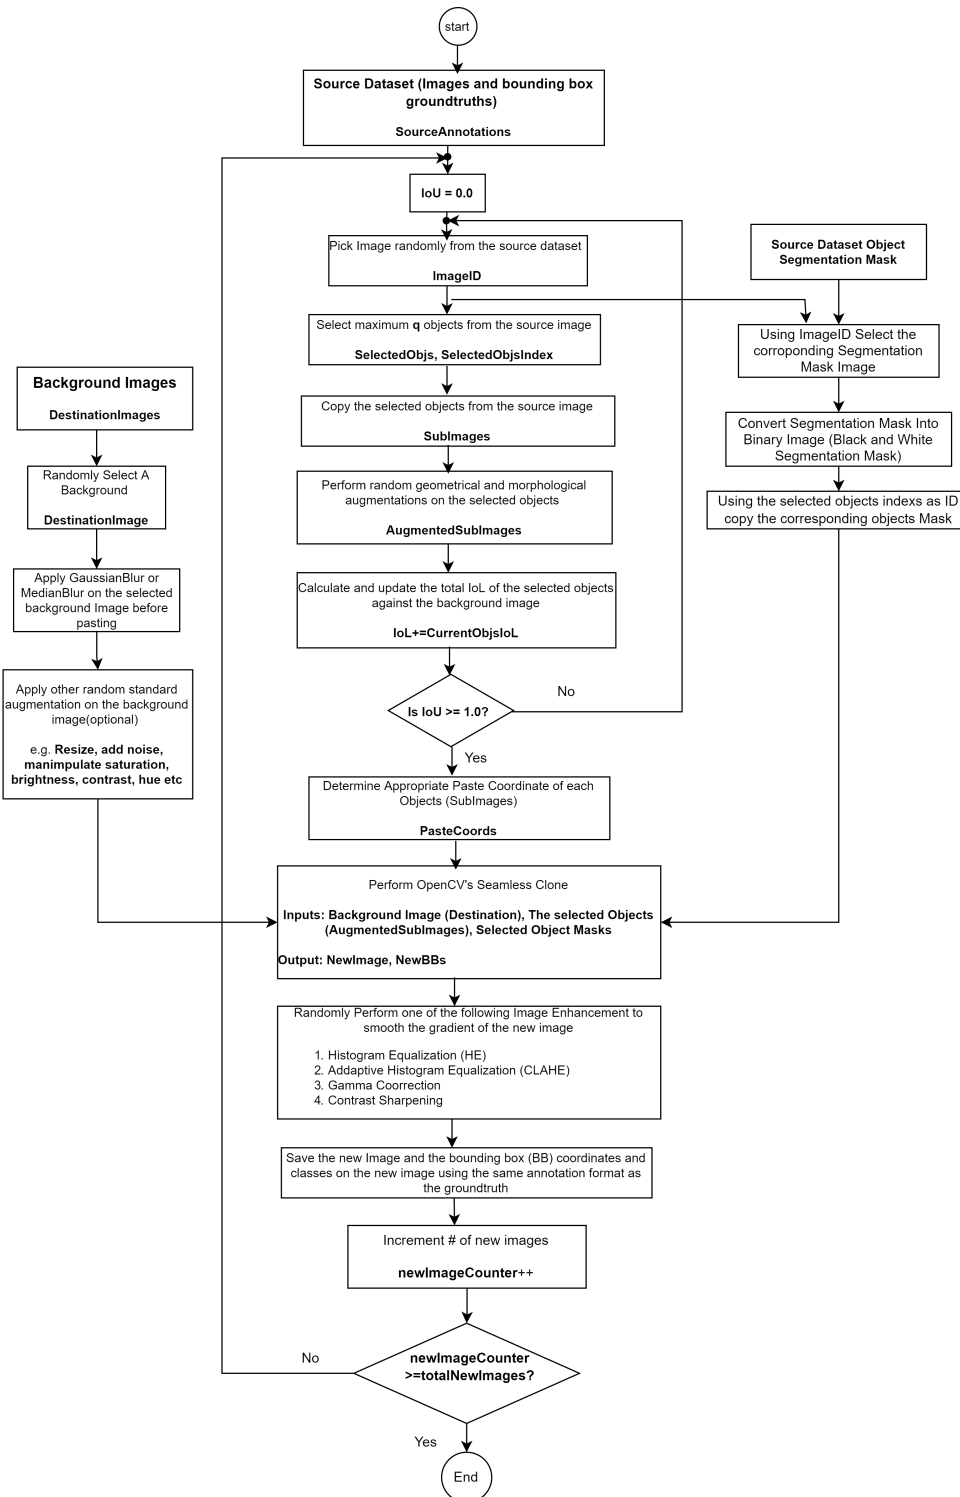 start
Source Dataset (Images and bounding box
groundtruths)
SourceAnnotations
IoU = 0.0
Pick Image randomly from the source dataset
ImageID
Select maximum q objects from the source image
SelectedObjs, SelectedObjsIndex
Copy the selected objects from the source image
SubImages
Perform random geometrical and morphological
augmentations on the selected objects
AugmentedSubImages
Calculate and update the total IoL of the selected objects
against the background image
IoL+=CurrentObjsIoL
Is IoU >= 1.0?
No
Yes
Determine Appropriate Paste Coordinate of each
Objects (SubImages)
PasteCoords
Source Dataset Object
Segmentation Mask
Using ImageID Select the
corroponding Segmentation
Mask Image
Convert Segmentation Mask Into
Binary Image (Black and White
Segmentation Mask)
Using the selected objects indexs as ID
copy the corresponding objects Mask
Background Images
DestinationImages
Randomly Select A
Background
DestinationImage
Apply GaussianBlur or
MedianBlur on the selected
background Image before
pasting
Apply other random standard
augmentation on the background
image(optional)
e.g. Resize, add noise,
manimpulate saturation,
brightness, contrast, hue etc
Perform OpenCV's Seamless Clone
Inputs: Background Image (Destination), The selected Objects
(AugmentedSubImages), Selected Object Masks
Output: NewImage, NewBBs
Randomly Perform one of the following Image Enhancement to
smooth the gradient of the new image
1. Histogram Equalization (HE)
2. Addaptive Histogram Equalization (CLAHE)
3. Gamma Coorrection
4. Contrast Sharpening
Save the new Image and the bounding box (BB) coordinates and
classes on the new image using the same annotation format as
the groundtruth
Increment # of new images
newImageCounter++
newImageCounter
>=totalNewImages?
No
Yes
End